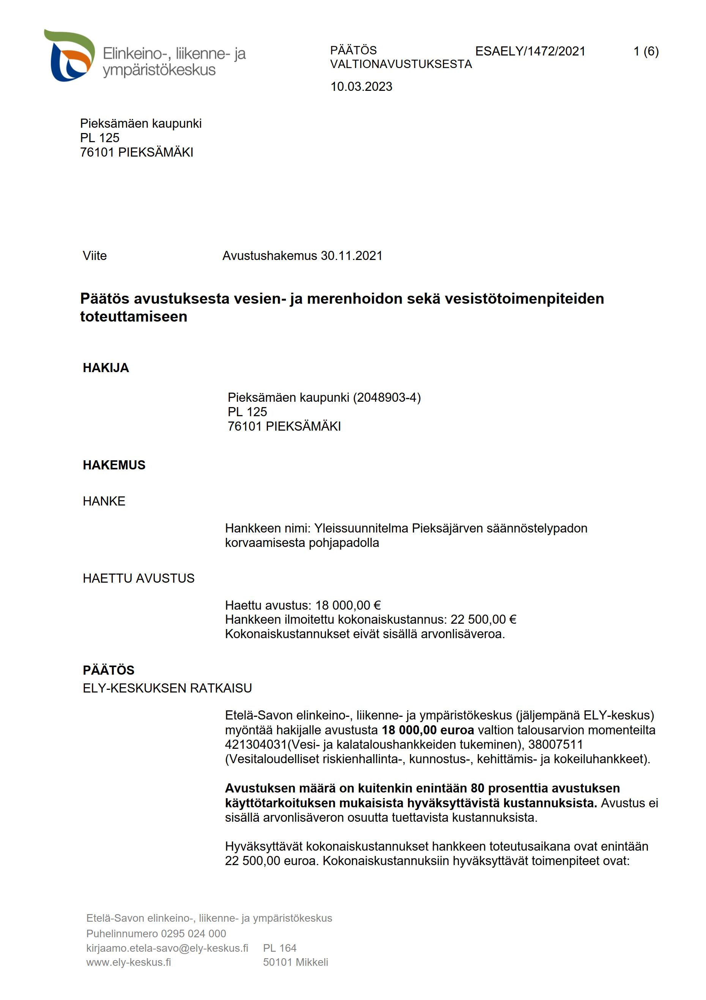 Elinkeino-, liikenne- ja
ympäristökeskus
PÄÄTÖS
VALTIONAVUSTUKSESTA
ESAELY/1472/2021
1 (6)
10.03.2023
Pieksämäen kaupunki
PL 125
76101 PIEKSÄMÄKI
Viite Avustushakemus 30.11.2021
Päätös avustuksesta vesien- ja merenhoidon sekä vesistötoimenpiteiden
toteuttamiseen
HAKIJA
Pieksämäen kaupunki (2048903-4)
PL 125
76101 PIEKSÄMÄKI
HAKEMUS
HANKE
Hankkeen nimi: Yleissuunnitelma Pieksäjärven säännöstelypadon
korvaamisesta pohjapadolla
HAETTU AVUSTUS
Haettu avustus: 18 000,00 €
Hankkeen ilmoitettu kokonaiskustannus: 22 500,00 €
Kokonaiskustannukset eivät sisällä arvonlisäveroa.
PÄÄTÖS
ELY-KESKUKSEN RATKAISU
Etelä-Savon elinkeino-, liikenne- ja ympäristökeskus (jäljempänä ELY-keskus)
myöntää hakijalle avustusta 18 000,00 euroa valtion talousarvion momenteilta
421304031(Vesi- ja kalataloushankkeiden tukeminen), 38007511
(Vesitaloudelliset riskienhallinta-, kunnostus-, kehittämis- ja kokeiluhankkeet).
Avustuksen määrä on kuitenkin enintään 80 prosenttia avustuksen
käyttötarkoituksen mukaisista hyväksyttävistä kustannuksista. Avustus ei
sisällä arvonlisäveron osuutta tuettavista kustannuksista.
Hyväksyttävät kokonaiskustannukset hankkeen toteutusaikana ovat enintään
22 500,00 euroa. Kokonaiskustannuksiin hyväksyttävät toimenpiteet ovat:
Etelä-Savon elinkeino-, liikenne- ja ympäristökeskus
Puhelinnumero 0295 024 000
kirjaamo.etela-savo@ely-keskus.fi PL 164
www.ely-keskus.fi 50101 Mikkeli